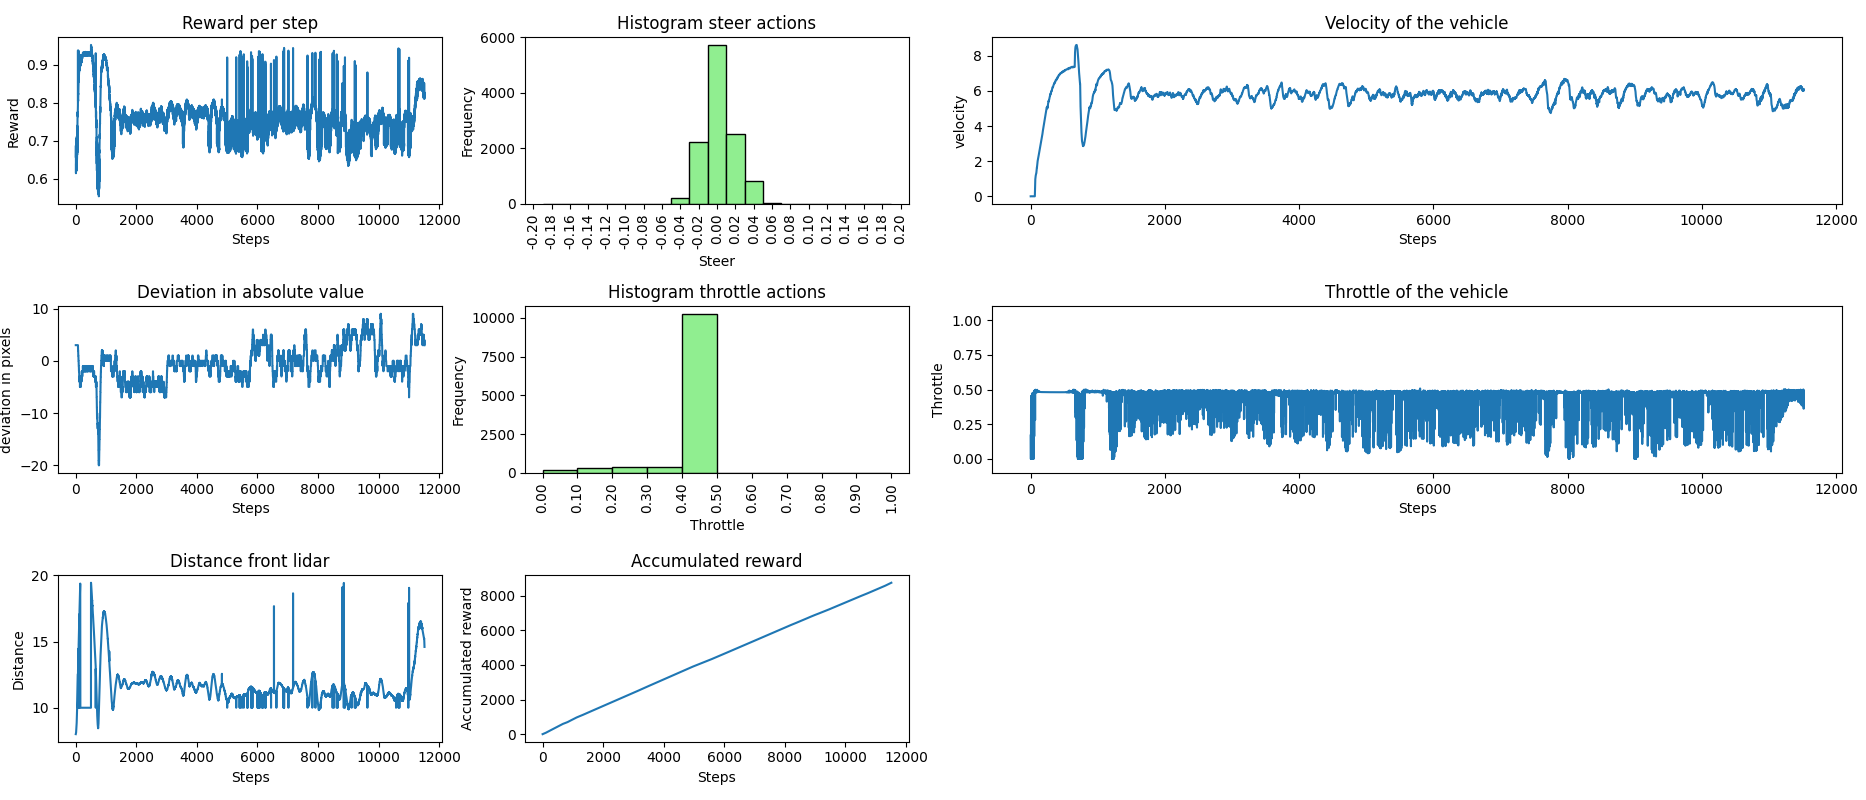 Reward per step
Reward
0.9
0.8
0.7
0.6
0 2000 4000 6000 8000 10000 12000
Steps
Histogram steer actions
Frequency
6000
4000
2000
0
-0.20 -0.18 -0.16 -0.14 -0.12 -0.10 -0.08 -0.06 -0.04 -0.02 0.00 0.02 0.04 0.06 0.08 0.10 0.12 0.14 0.16 0.18 0.20
Steer
Velocity of the vehicle
velocity
8
6
4
2
0
0 2000 4000 6000 8000 10000 12000
Steps
Deviation in absolute value
deviation in pixels
10
0
−10
−20
0 2000 4000 6000 8000 10000 12000
Steps
Histogram throttle actions
Frequency
10000
7500
5000
2500
0
0.00 0.10 0.20 0.30 0.40 0.50 0.60 0.70 0.80 0.90 1.00
Throttle
Throttle of the vehicle
Throttle
1.00
0.75
0.50
0.25
0.00
0 2000 4000 6000 8000 10000 12000
Steps
Distance front lidar
Distance
20
15
10
0 2000 4000 6000 8000 10000 12000
Steps
Accumulated reward
Accumulated reward
8000
6000
4000
2000
0
0 2000 4000 6000 8000 10000 12000
Steps